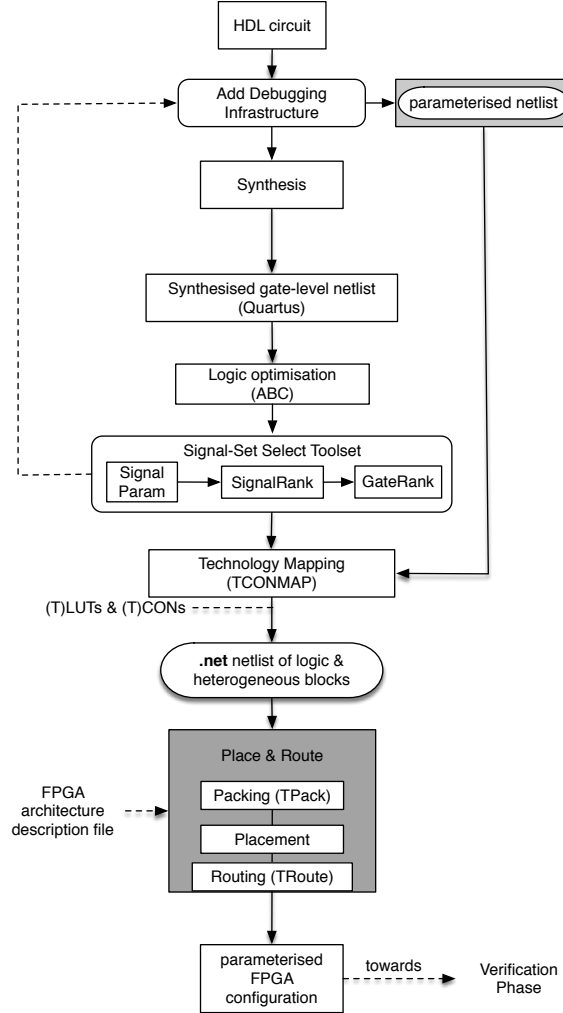 HDL circuit
Add Debugging
Infrastructure
parameterised netlist
Synthesis
Synthesised gate-level netlist
(Quartus)
Logic optimisation
(ABC)
Signal-Set Select Toolset
Signal
Param
SignalRank
GateRank
Technology Mapping
(TCONMAP)
(T)LUTs & (T)CONs
.net netlist of logic &
heterogeneous blocks
Place & Route
FPGA
architecture
description file
Packing (TPack)
Placement
Routing (TRoute)
parameterised
FPGA
configuration
towards
Verification
Phase